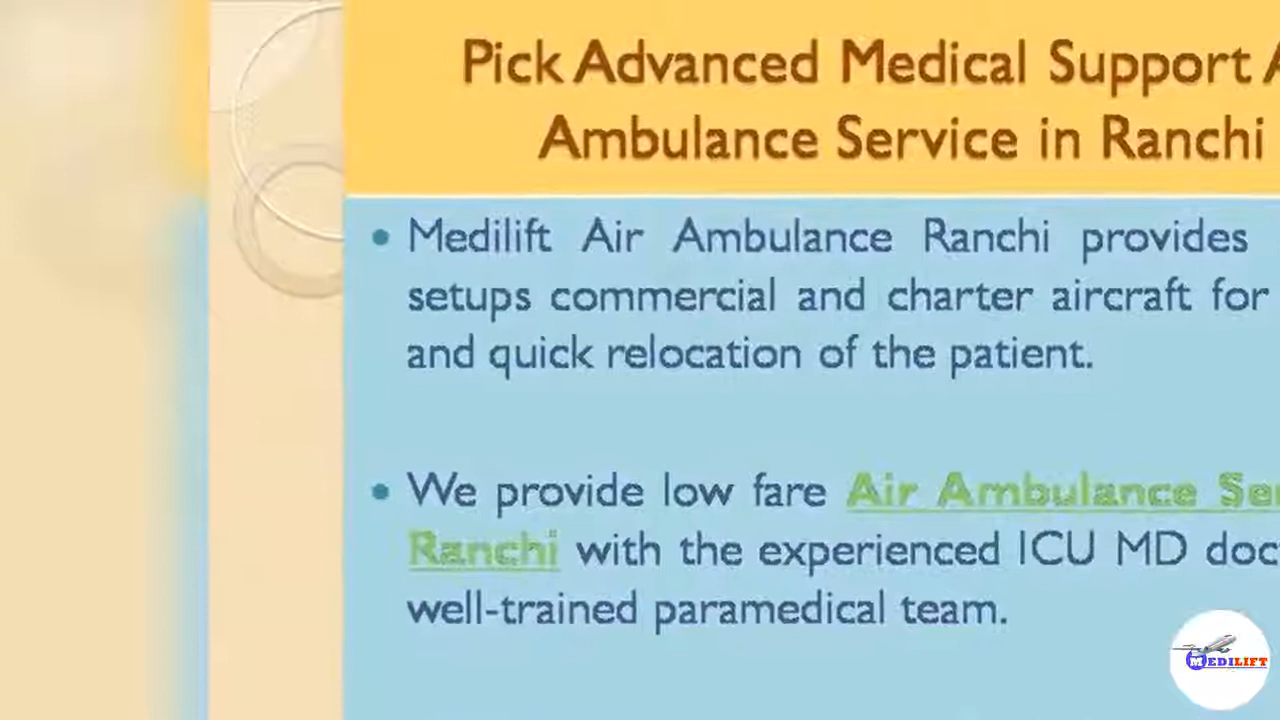 Pick Advanced Medical Support
Ambulance Service in Ranchi
• Medilift Air Ambulance Ranchi provides
setups commercial and charter aircraft for
and quick relocation of the patient.
• We provide low fare Air Ambulance
Ranchi with the experienced ICU MD
well-trained paramedical team.
MEDILIFT